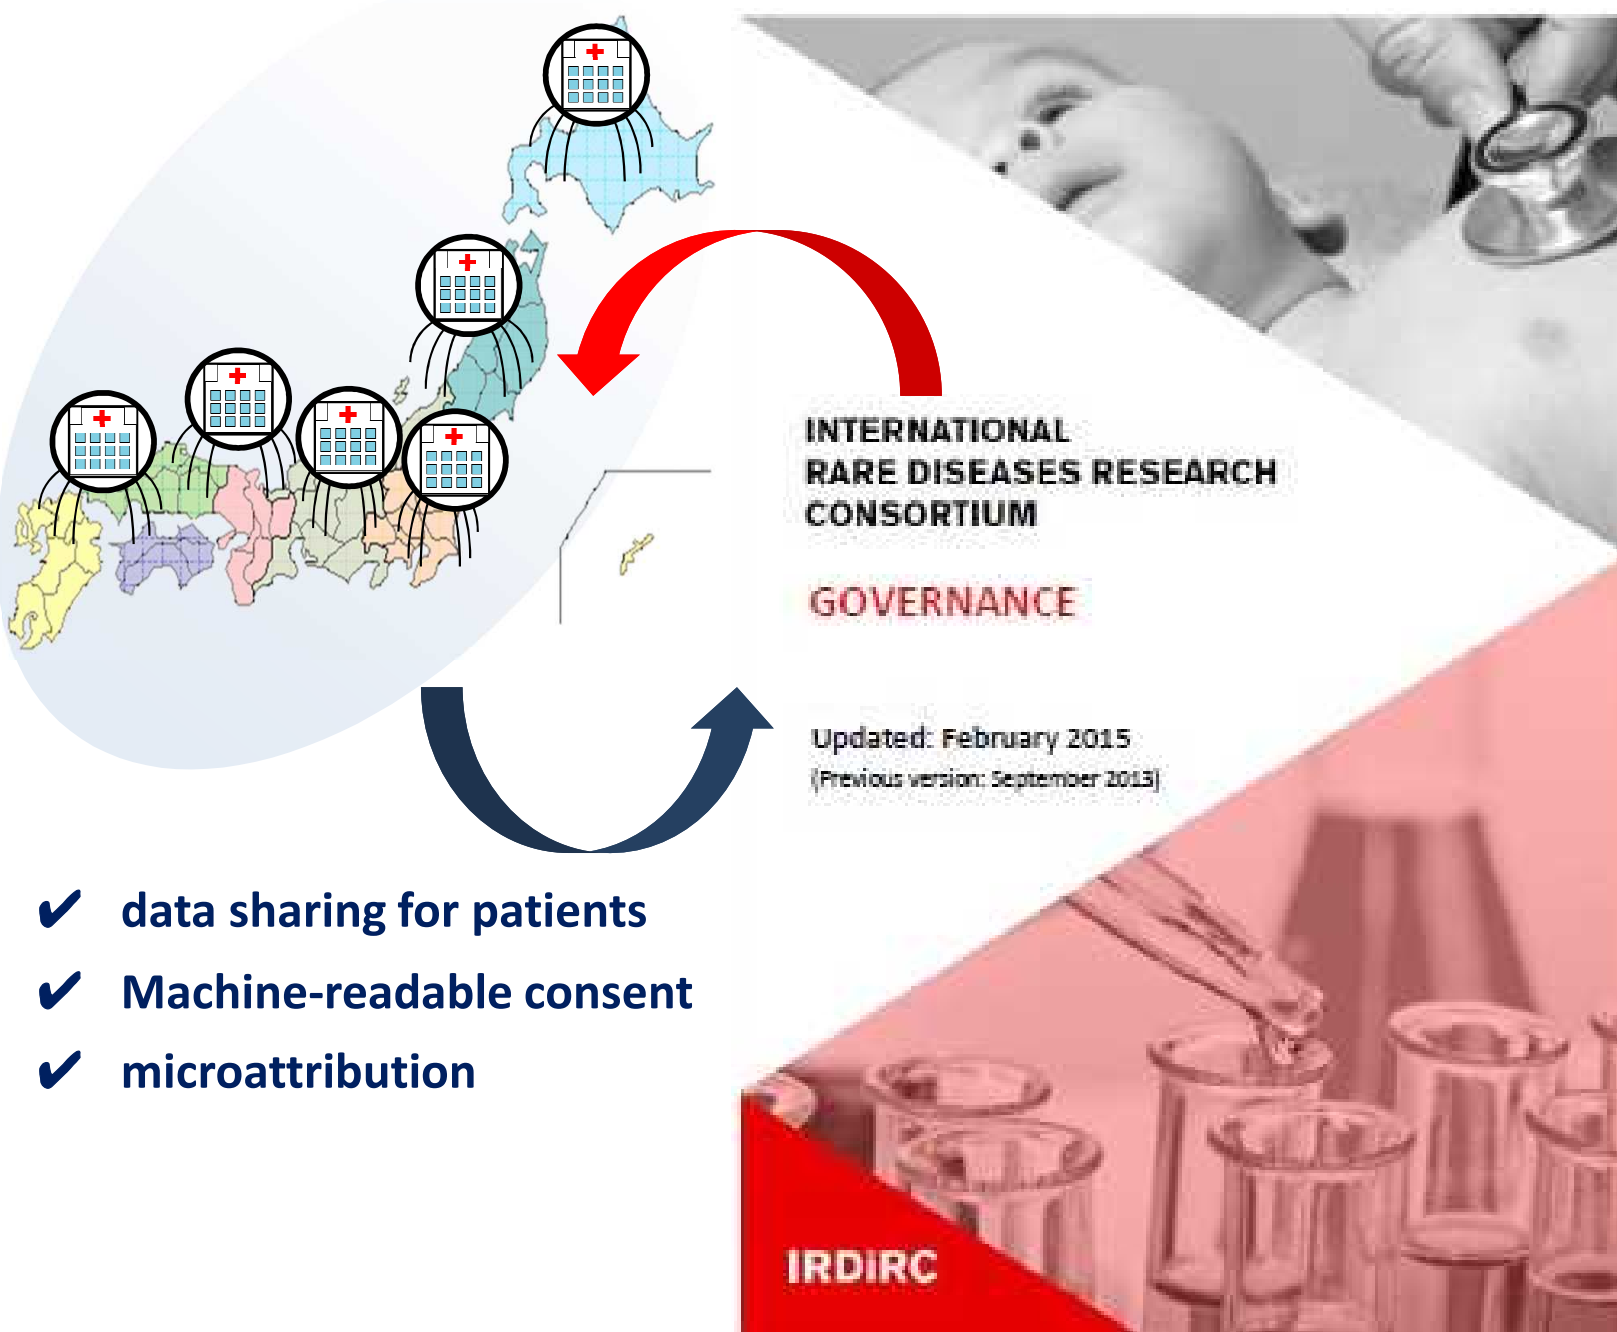 INTERNATIONAL
RARE DISEASES RESEARCH
CONSORTIUM
GOVERNANCE
Updated: February 2015
(Previous version: September 2013)
✔ data sharing for patients
✔ Machine-readable consent
✔ microattribution
IRDiRC